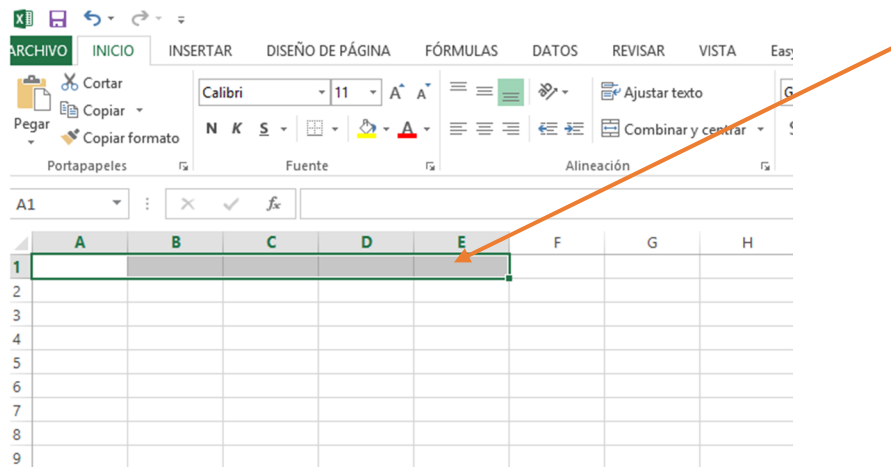 ARCHIVO INICIO INSERTAR DISEÑO DE PÁGINA FÓRMULAS DATOS REVISAR VISTA Easy
Cortar
Copiar
Copiar formato
Pegar
Calibri 11 A A
N K S A
Ajustar texto
Combinar y centrar
G
Portapapeles Fuente Alineación
A1 fx
A B C D E F G H
1
2
3
4
5
6
7
8
9